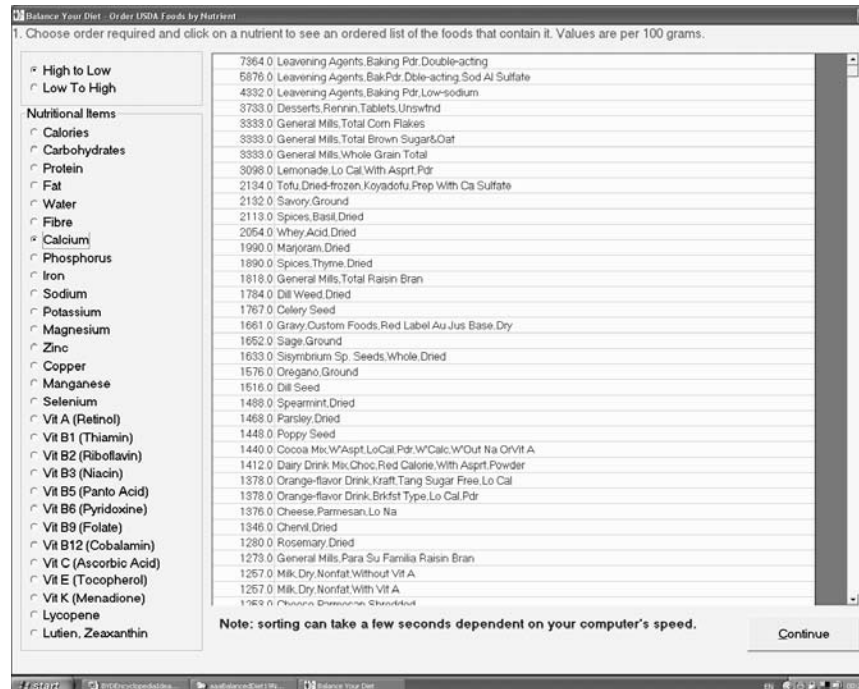 Balance Your Diet - Order USDA Foods by Nutrient
1. Choose order required and click on a nutrient to see an ordered list of the foods that contain it. Values are per 100 grams.
High to Low
Low To High
Nutritional Items
Calories
Carbohydrates
Protein
Fat
Water
Fibre
Calcium
Phosphorus
Iron
Sodium
Potassium
Magnesium
Zinc
Copper
Manganese
Selenium
Vit A (Retinol)
Vit B1 (Thiamin)
Vit B2 (Riboflavin)
Vit B3 (Niacin)
Vit B5 (Panto Acid)
Vit B6 (Pyridoxine)
Vit B9 (Folate)
Vit B12 (Cobalamin)
Vit C (Ascorbic Acid)
Vit E (Tocopherol)
Vit K (Menadione)
Lycopene
Lutien, Zeaxanthin
7364.0 Leavening Agents,Baking Pdr,Double-acting
5876.0 Leavening Agents,BakPdr,Dble-acting,Sod Al Sulfate
4332.0 Leavening Agents,Baking Pdr,Low-sodium
3733.0 Desserts,Rennin,Tablets,Unswtnd
3333.0 General Mills,Total Corn Flakes
3333.0 General Mills,Total Brown Sugar&Oat
3333.0 General Mills,Whole Grain Total
3098.0 Lemonade,Lo Cal,With Asprt,Pdr
2134.0 Tofu,Dried-frozen,Koyadofu,Prep With Ca Sulfate
2132.0 Savory,Ground
2113.0 Spices,Basil,Dried
2054.0 Whey,Acid,Dried
1990.0 Marjoram,Dried
1890.0 Spices,Thyme,Dried
1818.0 General Mills,Total Raisin Bran
1784.0 Dill Weed,Dried
1767.0 Celery Seed
1661.0 Gravy,Custom Foods,Red Label Au Jus Base,Dry
1652.0 Sage,Ground
1633.0 Sisymbrium Sp. Seeds,Whole,Dried
1576.0 Oregano,Ground
1516.0 Dill Seed
1488.0 Spearmint,Dried
1468.0 Parsley,Dried
1448.0 Poppy Seed
1440.0 Cocoa Mix,W'Aspt,LoCal,Pdr,W'Calc,W'Out Na OrVit A
1412.0 Dairy Drink Mix,Choc,Red Calorie,With Asprt,Powder
1378.0 Orange-flavor Drink,Kraft,Tang Sugar Free,Lo Cal
1378.0 Orange-flavor Drink,Brkfst Type,Lo Cal,Pdr
1376.0 Cheese,Parmesan,Lo Na
1346.0 Chervil,Dried
1280.0 Rosemary,Dried
1273.0 General Mills,Para Su Familia Raisin Bran
1257.0 Milk,Dry,Nonfat,Without Vit A
1257.0 Milk,Dry,Nonfat,With Vit A
1253.0 Cheese,Parmesan,Shredded
Note: sorting can take a few seconds dependent on your computer's speed.
Continue
start
Balance Your Diet
EN